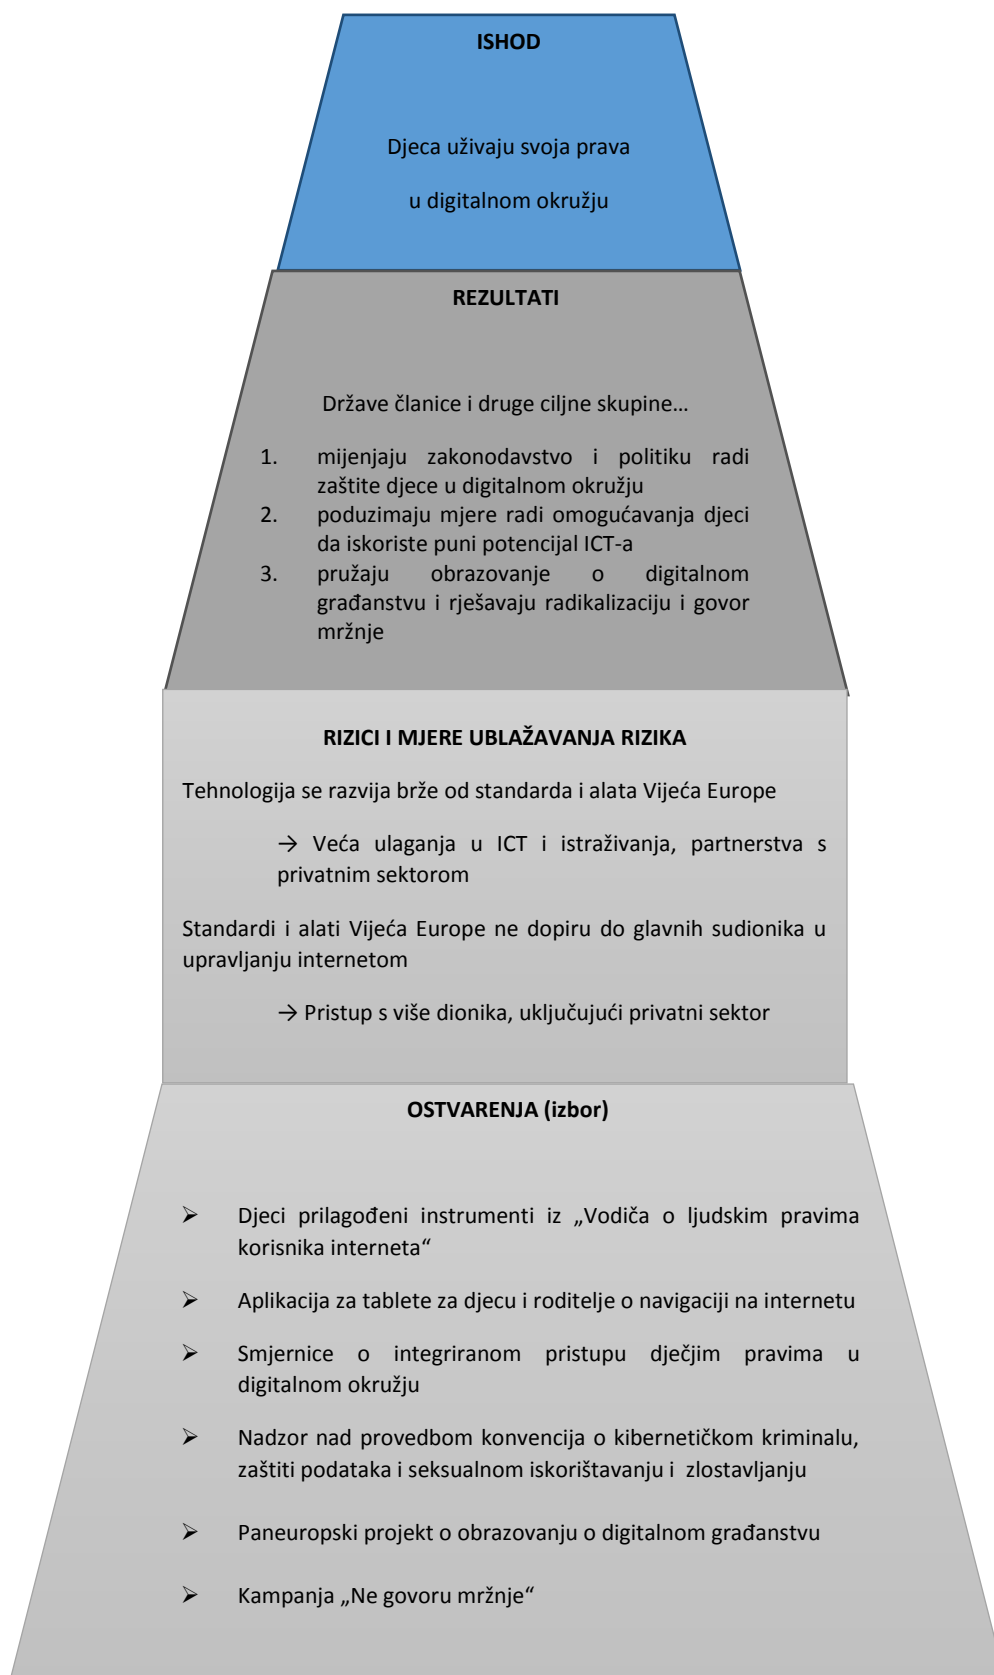 ISHOD
Djeca uživaju svoja prava
u digitalnom okružju
REZULTATI
Države članice i druge ciljne skupine...
1. mijenjaju zakonodavstvo i politiku radi
zaštite djece u digitalnom okružju
2. poduzimaju mjere radi omogućavanja djeci
da iskoriste puni potencijal ICT-a
3. pružaju obrazovanje o digitalnom
građanstvu i rješavaju radikalizaciju i govor
mržnje
RIZICI I MJERE UBLAŽAVANJA RIZIKA
Tehnologija se razvija brže od standarda i alata Vijeća Europe
→ Veća ulaganja u ICT i istraživanja, partnerstva s
privatnim sektorom
Standardi i alati Vijeća Europe ne dopiru do glavnih sudionika u
upravljanju internetom
→ Pristup s više dionika, uključujući privatni sektor
OSTVARENJA (izbor)
➢ Djeci prilagođeni instrumenti iz „Vodiča o ljudskim pravima
korisnika interneta“
➢ Aplikacija za tablete za djecu i roditelje o navigaciji na internetu
➢ Smjernice o integriranom pristupu dječjim pravima u
digitalnom okružju
➢ Nadzor nad provedbom konvencija o kibernetičkom kriminalu,
zaštiti podataka i seksualnom iskorištavanju i zlostavljanju
➢ Paneuropski projekt o obrazovanju o digitalnom građanstvu
➢ Kampanja „Ne govoru mržnje“